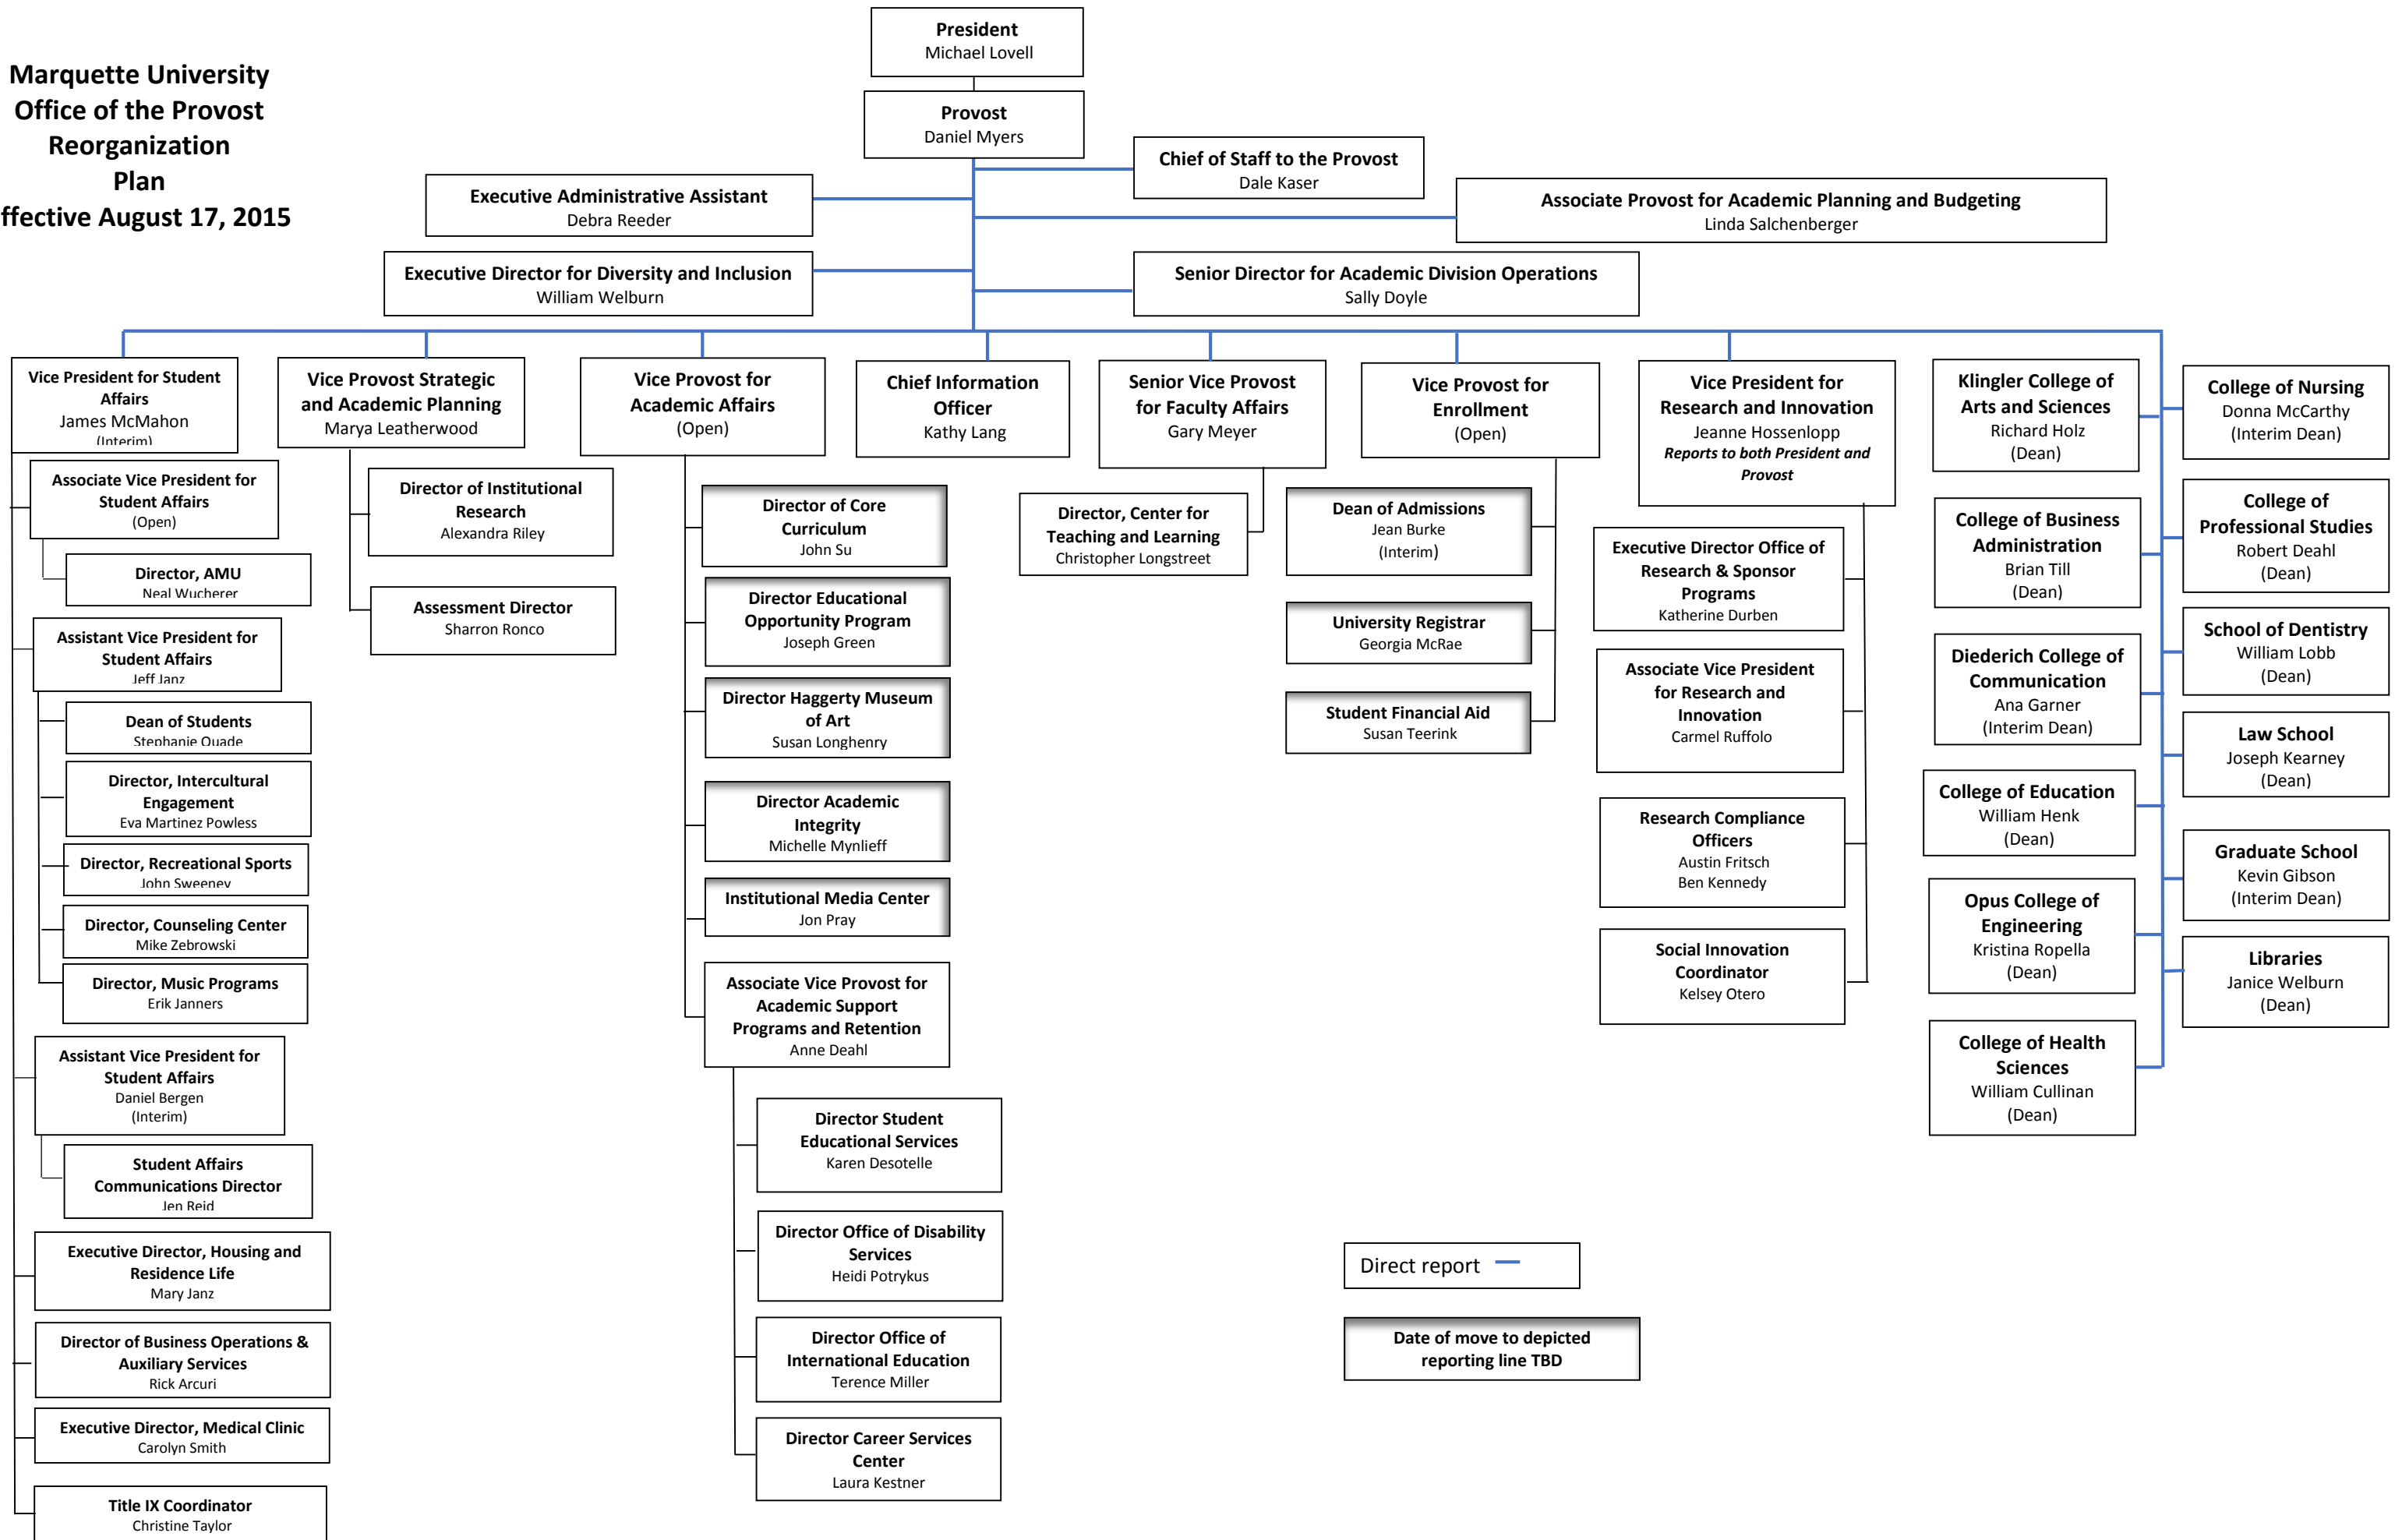 Marquette University
Office of the Provost
Reorganization
Plan
ffective August 17, 2015
President
Michael Lovell
Provost
Daniel Myers
Chief of Staff to the Provost
Dale Kaser
Executive Administrative Assistant
Debra Reeder
Associate Provost for Academic Planning and Budgeting
Linda Salchenberger
Executive Director for Diversity and Inclusion
William Welburn
Senior Director for Academic Division Operations
Sally Doyle
Vice President for Student
Affairs
James McMahon
(Interim)
Associate Vice President for
Student Affairs
(Open)
Director, AMU
Neal Wucherer
Assistant Vice President for
Student Affairs
Jeff Janz
Dean of Students
Stephanie Quade
Director, Intercultural
Engagement
Eva Martinez Powless
Director, Recreational Sports
John Sweeney
Director, Counseling Center
Mike Zebrowski
Director, Music Programs
Erik Janners
Assistant Vice President for
Student Affairs
Daniel Bergen
(Interim)
Student Affairs
Communications Director
Jen Reid
Executive Director, Housing and
Residence Life
Mary Janz
Director of Business Operations &
Auxiliary Services
Rick Arcuri
Executive Director, Medical Clinic
Carolyn Smith
Title IX Coordinator
Christine Taylor
Vice Provost Strategic
and Academic Planning
Marya Leatherwood
Director of Institutional
Research
Alexandra Riley
Assessment Director
Sharron Ronco
Vice Provost for
Academic Affairs
(Open)
Director of Core
Curriculum
John Su
Director Educational
Opportunity Program
Joseph Green
Director Haggerty Museum
of Art
Susan Longhenry
Director Academic
Integrity
Michelle Mynlieff
Institutional Media Center
Jon Pray
Associate Vice Provost for
Academic Support
Programs and Retention
Anne Deahl
Director Student
Educational Services
Karen Desotelle
Director Office of Disability
Services
Heidi Potrykus
Director Office of
International Education
Terence Miller
Director Career Services
Center
Laura Kestner
Chief Information
Officer
Kathy Lang
Senior Vice Provost
for Faculty Affairs
Gary Meyer
Director, Center for
Teaching and Learning
Christopher Longstreet
Vice Provost for
Enrollment
(Open)
Dean of Admissions
Jean Burke
(Interim)
University Registrar
Georgia McRae
Student Financial Aid
Susan Teerink
Vice President for
Research and Innovation
Jeanne Hossenlopp
Reports to both President and
Provost
Executive Director Office of
Research & Sponsor
Programs
Katherine Durben
Associate Vice President
for Research and
Innovation
Carmel Ruffolo
Research Compliance
Officers
Austin Fritsch
Ben Kennedy
Social Innovation
Coordinator
Kelsey Otero
Klingler College of
Arts and Sciences
Richard Holz
(Dean)
College of Business
Administration
Brian Till
(Dean)
Diederich College of
Communication
Ana Garner
(Interim Dean)
College of Education
William Henk
(Dean)
Opus College of
Engineering
Kristina Ropella
(Dean)
College of Health
Sciences
William Cullinan
(Dean)
College of Nursing
Donna McCarthy
(Interim Dean)
College of
Professional Studies
Robert Deahl
(Dean)
School of Dentistry
William Lobb
(Dean)
Law School
Joseph Kearney
(Dean)
Graduate School
Kevin Gibson
(Interim Dean)
Libraries
Janice Welburn
(Dean)
Direct report
Date of move to depicted
reporting line TBD